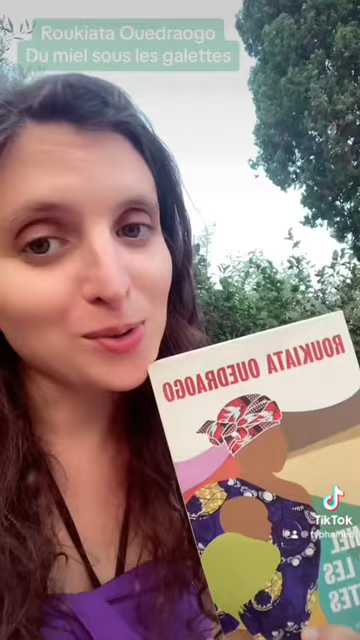 Roukiata Ouedraogo
Du miel sous les galettes
ROUKIATA OUEDRAOGO
TikTok